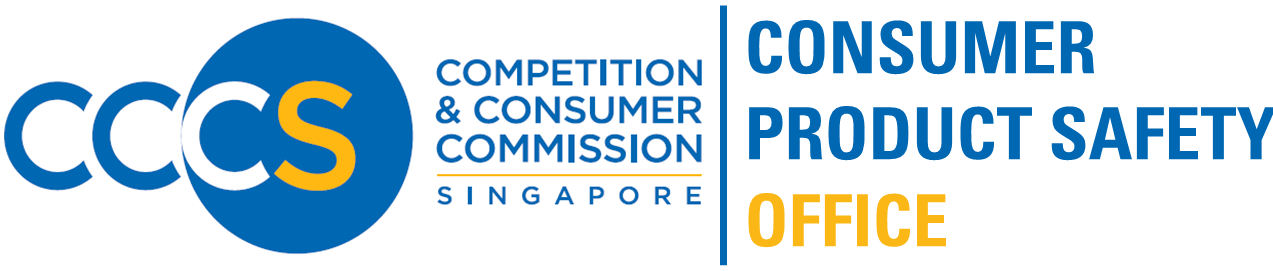 CCCS
COMPETITION
& CONSUMER
COMMISSION
SINGAPORE
CONSUMER
PRODUCT SAFETY
OFFICE